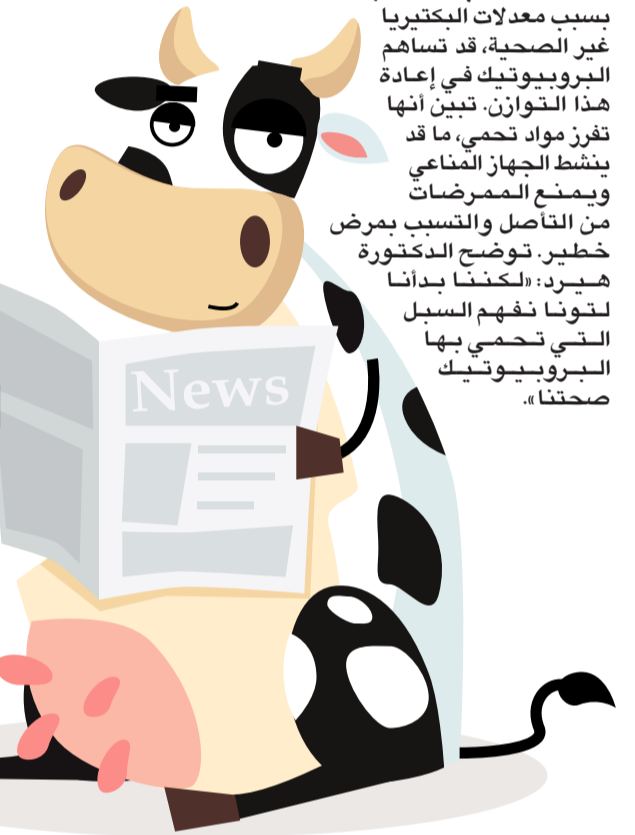 بسبب معدلات البكتيريا
غير الصحية، قد تساهم
البروبيوتيك في إعادة
هذا التوازن. تبين أنها
تفرز مواد تحمي، ما قد
ينشط الجهاز المناعي
ويمنع الممرضات
من التأصل والتسبب بمرض
خطير. توضح الدكتورة
هيرد: «لكننا بدأنا
لتونا نفهم السبل
التي تحمي بها
البروبيوتيك
صحتنا».
News